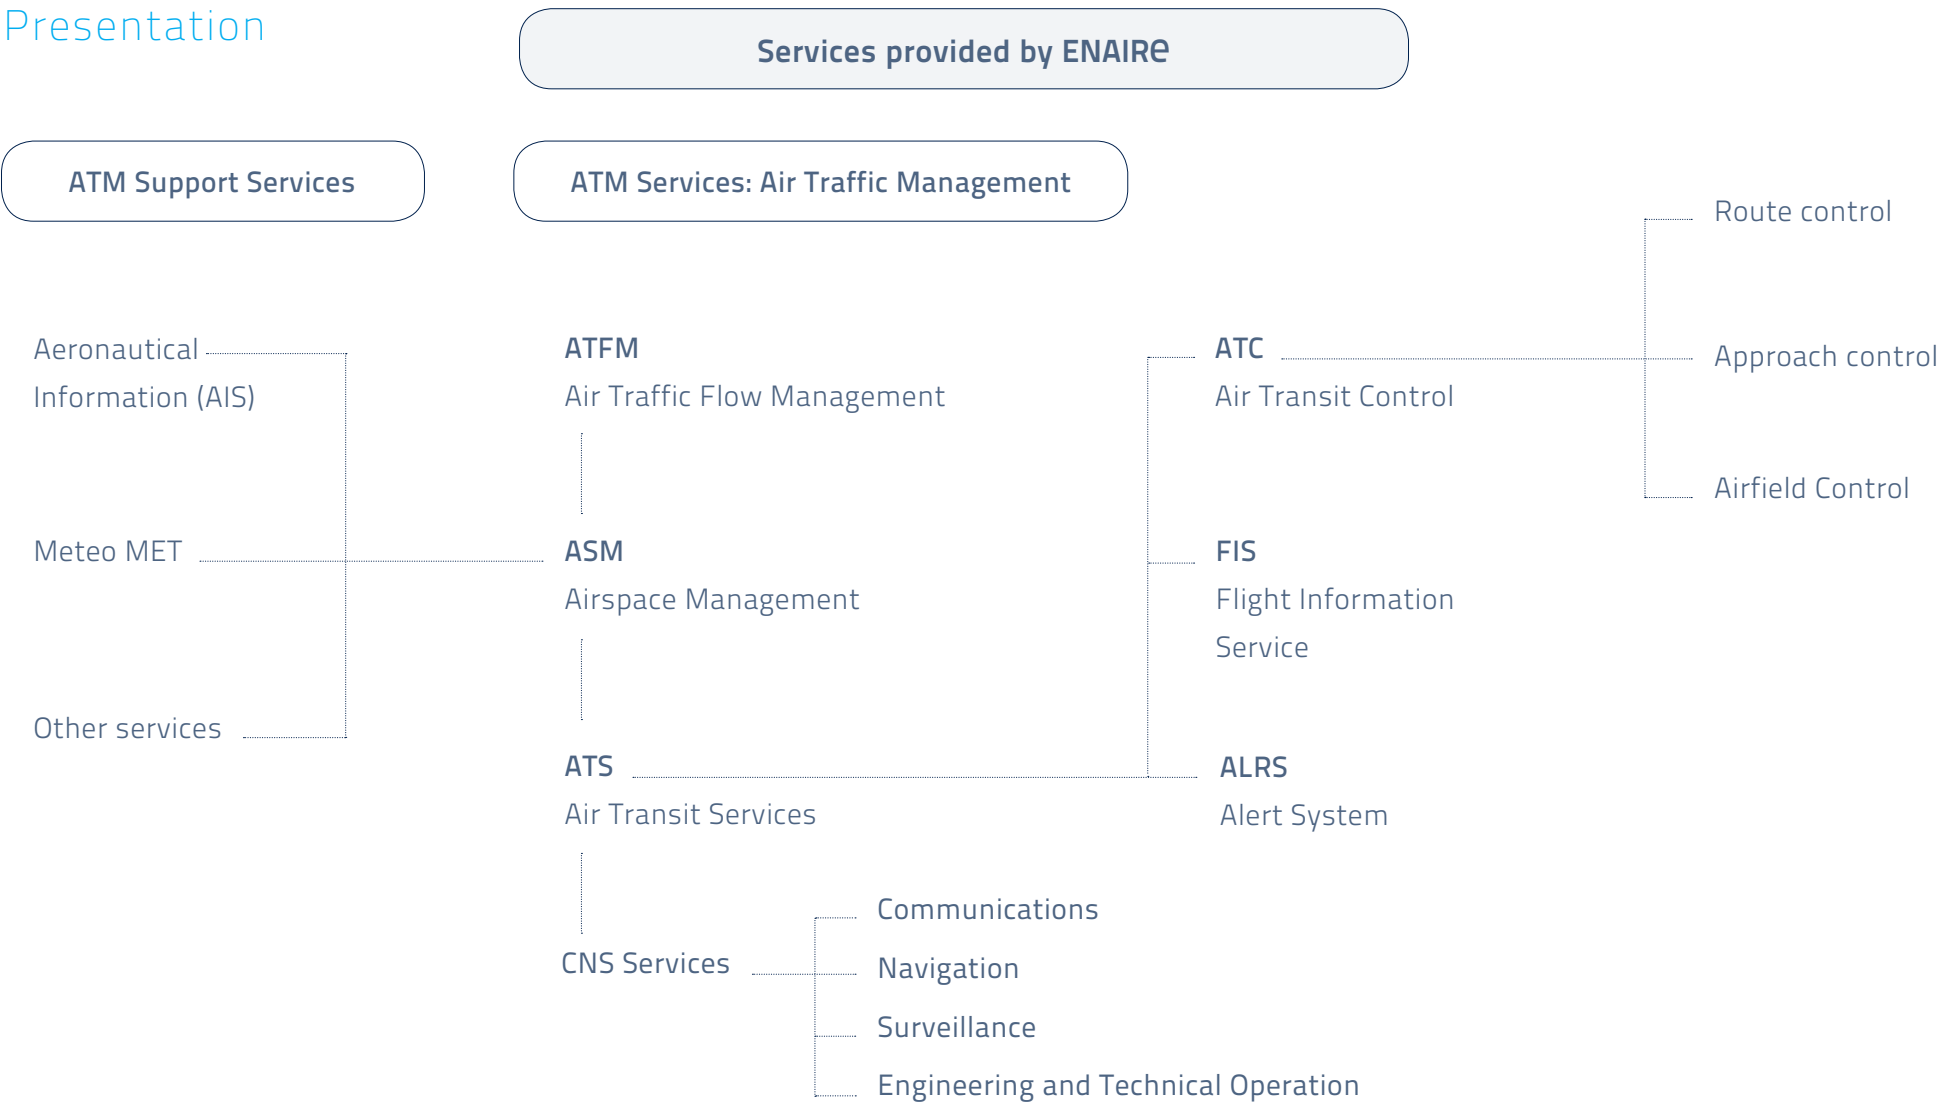 Presentation
Services provided by ENAIRe
ATM Support Services
ATM Services: Air Traffic Management
Aeronautical
Information (AIS)
Meteo MET
Other services
ATFM
Air Traffic Flow Management
ASM
Airspace Management
ATS
Air Transit Services
CNS Services
Communications
Navigation
Surveillance
Engineering and Technical Operation
ATC
Air Transit Control
FIS
Flight Information
Service
ALRS
Alert System
Route control
Approach control
Airfield Control